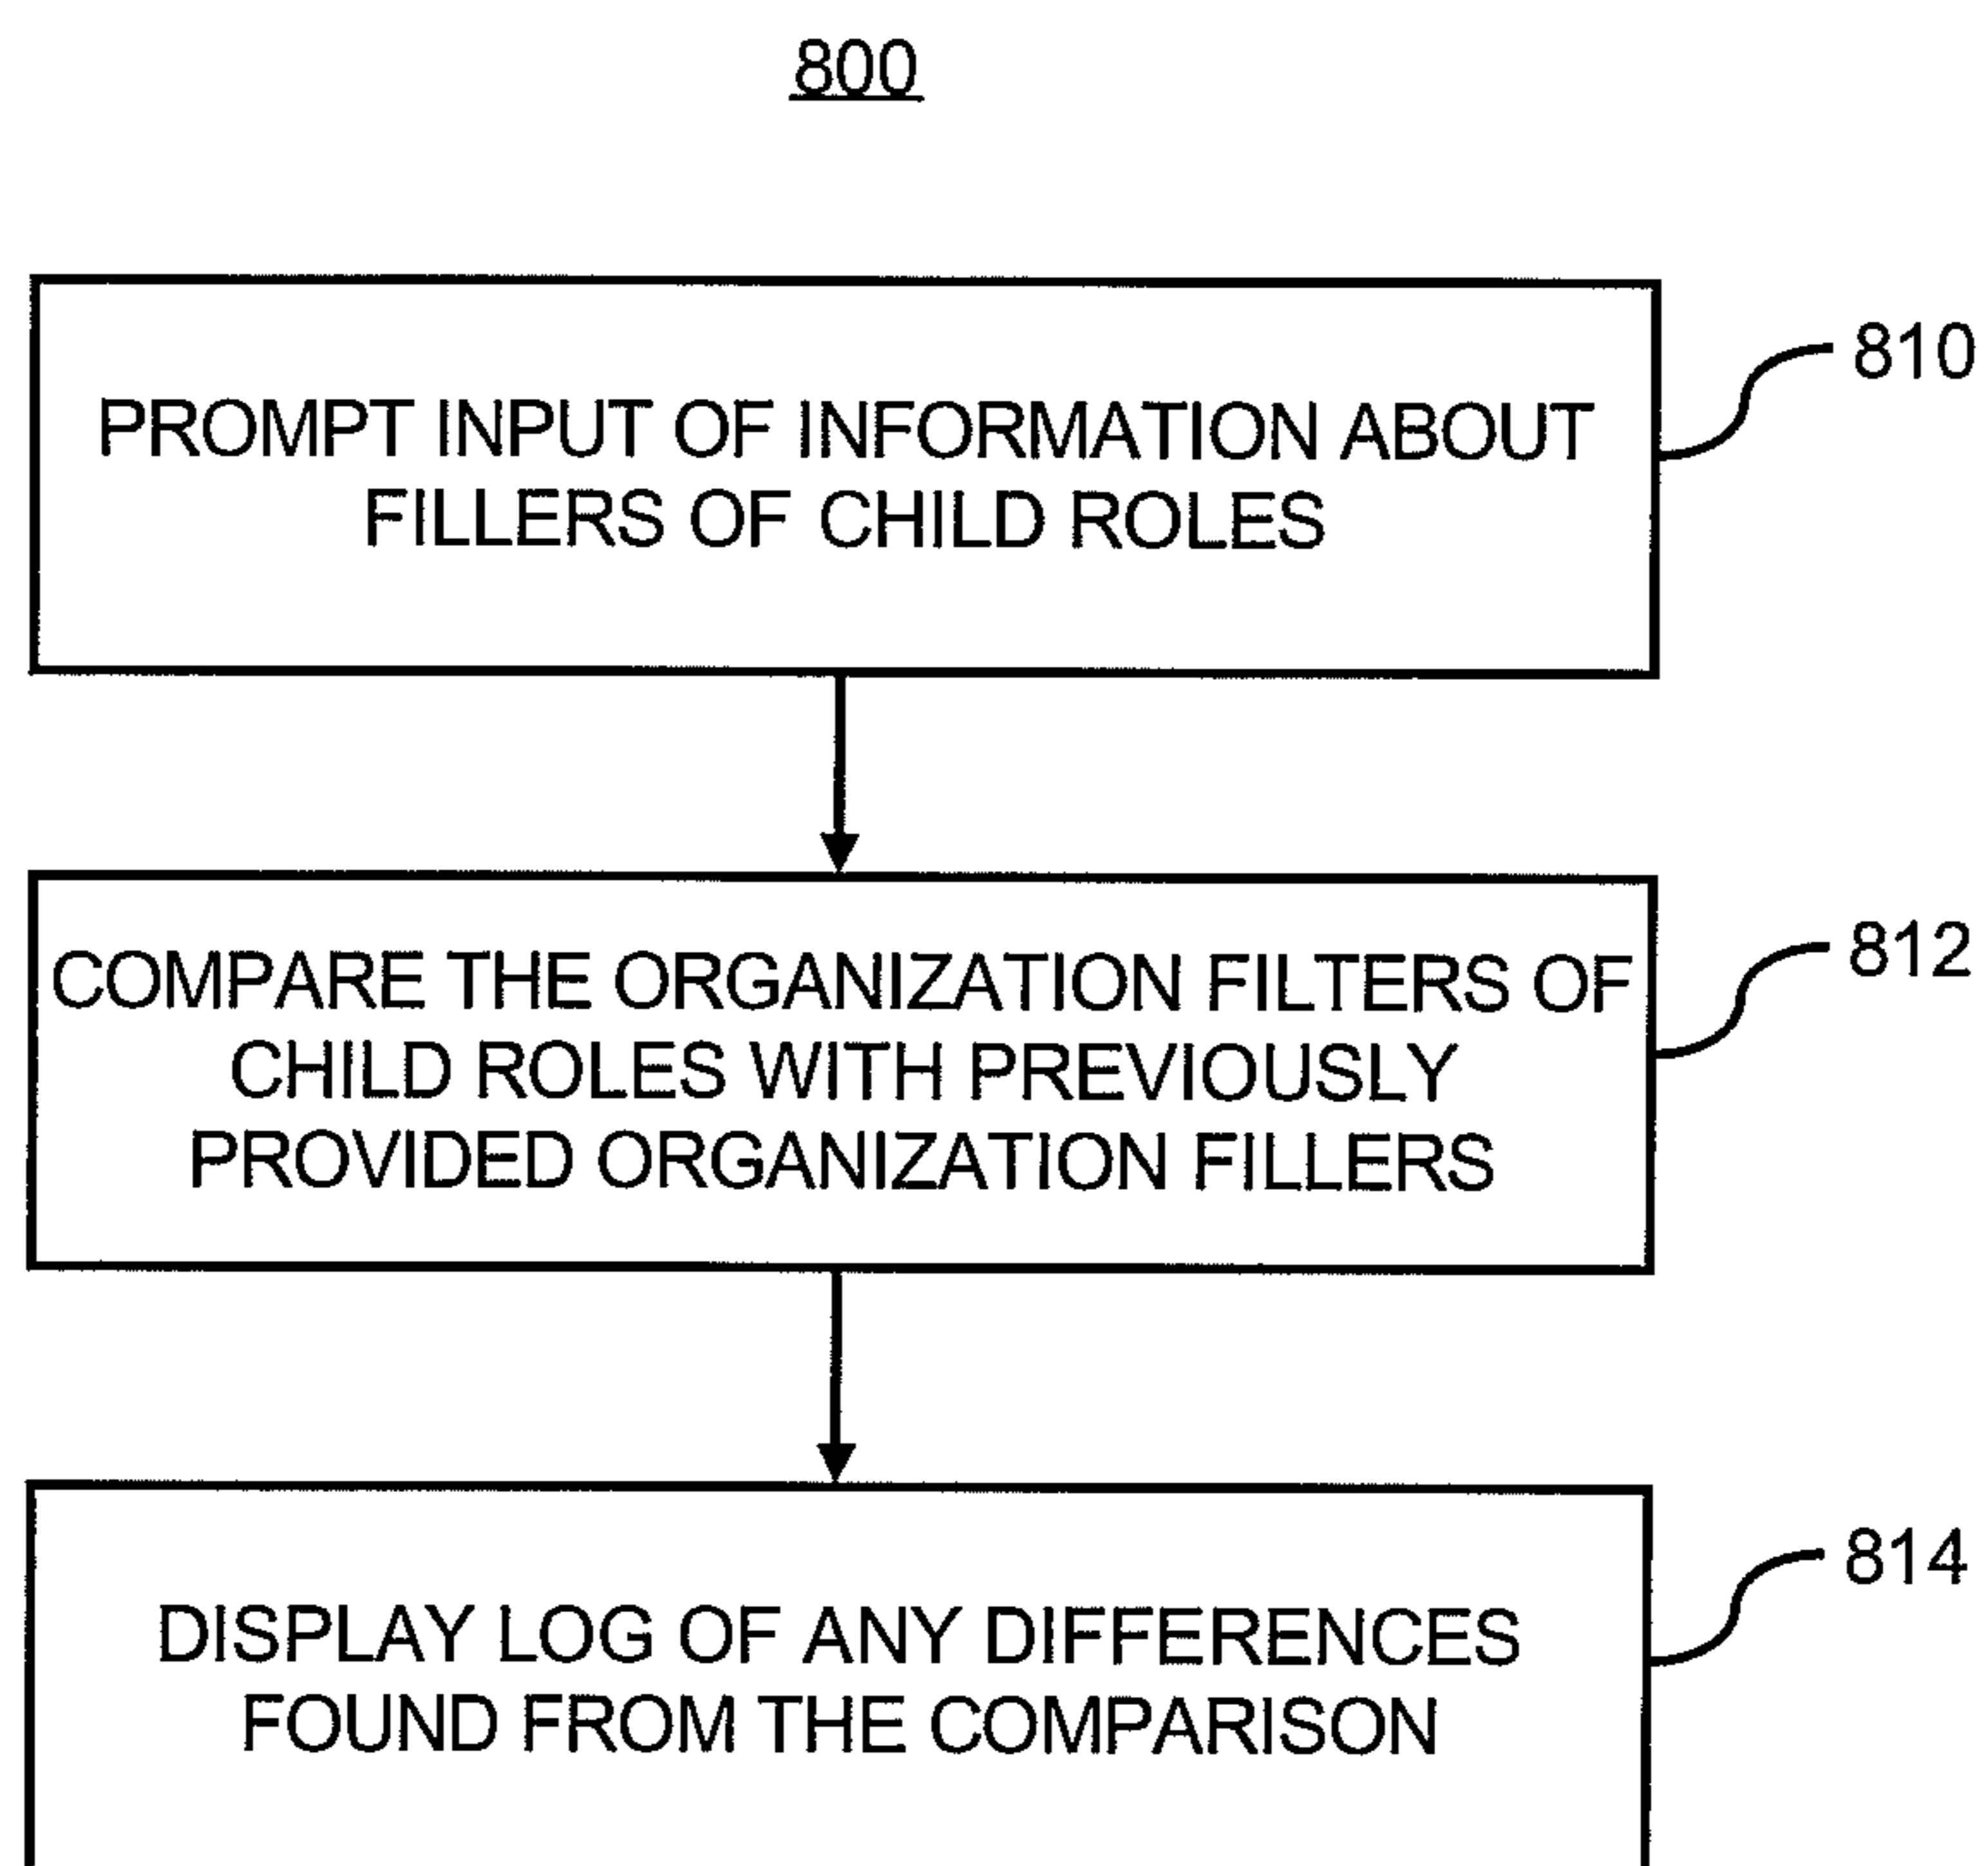 800
PROMPT INPUT OF INFORMATION ABOUT
FILLERS OF CHILD ROLES
810
COMPARE THE ORGANIZATION FILTERS OF
CHILD ROLES WITH PREVIOUSLY
PROVIDED ORGANIZATION FILLERS
812
DISPLAY LOG OF ANY DIFFERENCES
FOUND FROM THE COMPARISON
814